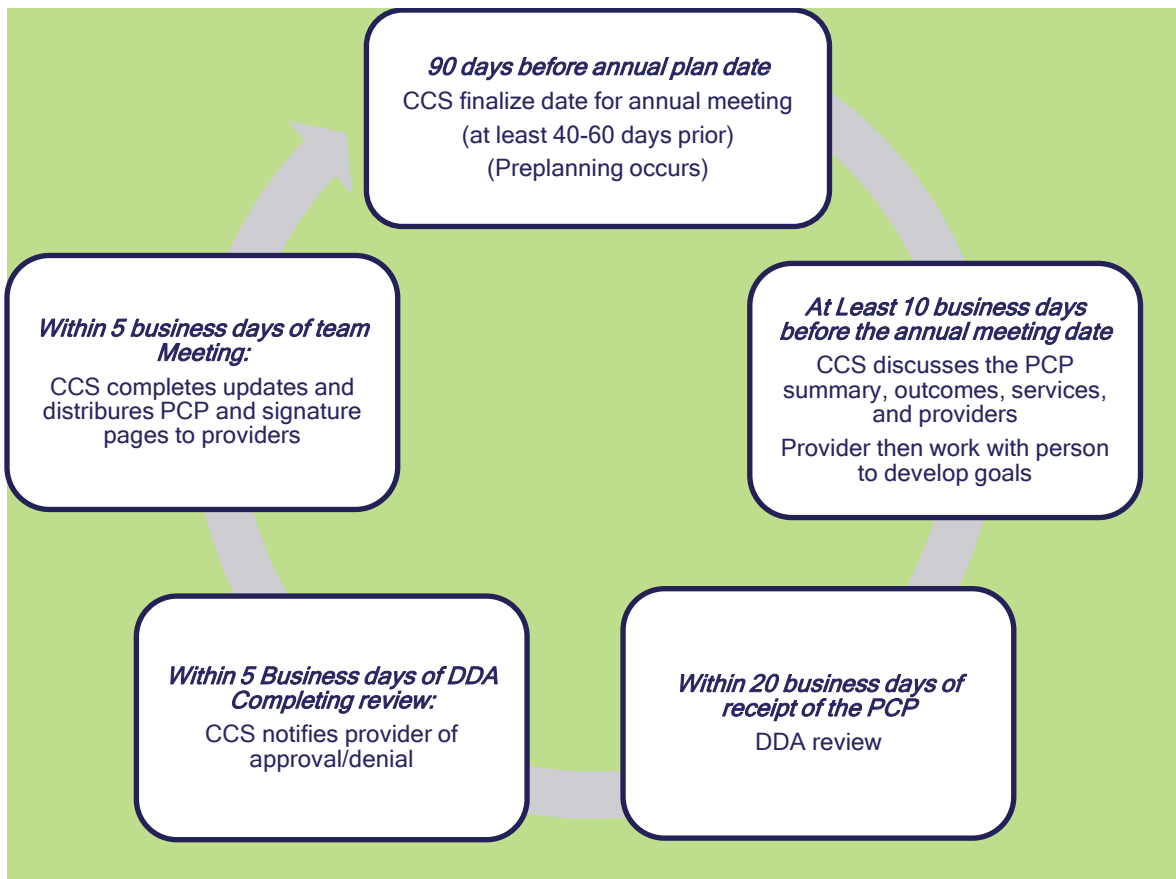 90 days before annual plan date
CCS finalize date for annual meeting
(at least 40-60 days prior)
(Preplanning occurs)
At Least 10 business days
before the annual meeting date
CCS discusses the PCP
summary, outcomes, services,
and providers
Provider then work with person
to develop goals
Within 20 business days of
receipt of the PCP
DDA review
Within 5 Business days of DDA
Completing review:
CCS notifies provider of
approval/denial
Within 5 business days of team
Meeting:
CCS completes updates and
distribures PCP and signature
pages to providers